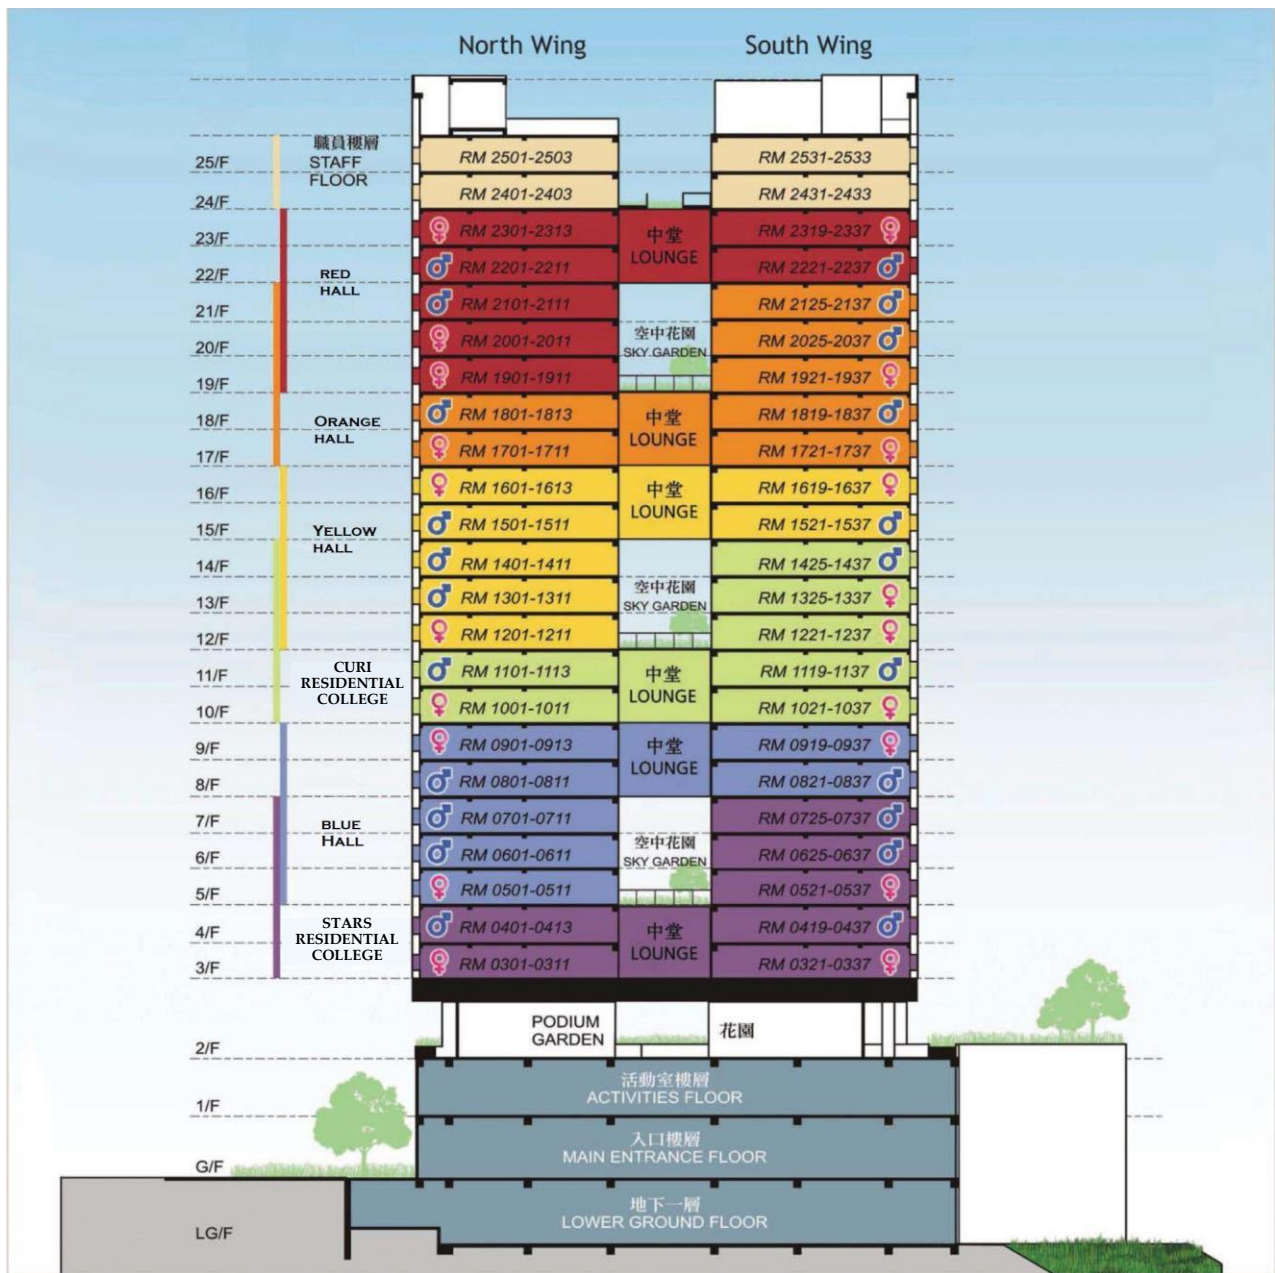 North Wing
South Wing
職員樓層
25/F
STAFF
RM 2501-2503
RM 2531-2533
FLOOR
24/F
RM 2401-2403
RM 2431-2433
23/F
RM 2301-2313
中堂
RM 2319-2337
LOUNGE
22/F
RED
HALL
RM 2201-2211
RM 2221-2237
21/F
RM 2101-2111
RM 2125-2137
20/F
RM 2001-2011
空中花園
SKY GARDEN
RM 2025-2037
19/F
RM 1901-1911
RM 1921-1937
18/F
ORANGE
HALL
RM 1801-1813
中堂
LOUNGE
RM 1819-1837
17/F
RM 1701-1711
RM 1721-1737
16/F
RM 1601-1613
中堂
LOUNGE
RM 1619-1637
15/F
YELLOW
HALL
RM 1501-1511
RM 1521-1537
14/F
RM 1401-1411
RM 1425-1437
13/F
RM 1301-1311
空中花園
SKY GARDEN
RM 1325-1337
12/F
RM 1201-1211
RM 1221-1237
11/F
CURI
RESIDENTIAL
COLLEGE
RM 1101-1113
中堂
LOUNGE
RM 1119-1137
10/F
RM 1001-1011
RM 1021-1037
9/F
RM 0901-0913
中堂
LOUNGE
RM 0919-0937
8/F
RM 0801-0811
RM 0821-0837
7/F
BLUE
HALL
RM 0701-0711
RM 0725-0737
6/F
RM 0601-0611
空中花園
SKY GARDEN
RM 0625-0637
5/F
RM 0501-0511
RM 0521-0537
4/F
STARS
RESIDENTIAL
COLLEGE
RM 0401-0413
中堂
LOUNGE
RM 0419-0437
3/F
RM 0301-0311
RM 0321-0337
PODIUM
GARDEN
花園
2/F
活動室樓層
ACTIVITIES FLOOR
1/F
入口樓層
MAIN ENTRANCE FLOOR
G/F
地下一層
LOWER GROUND FLOOR
LG/F